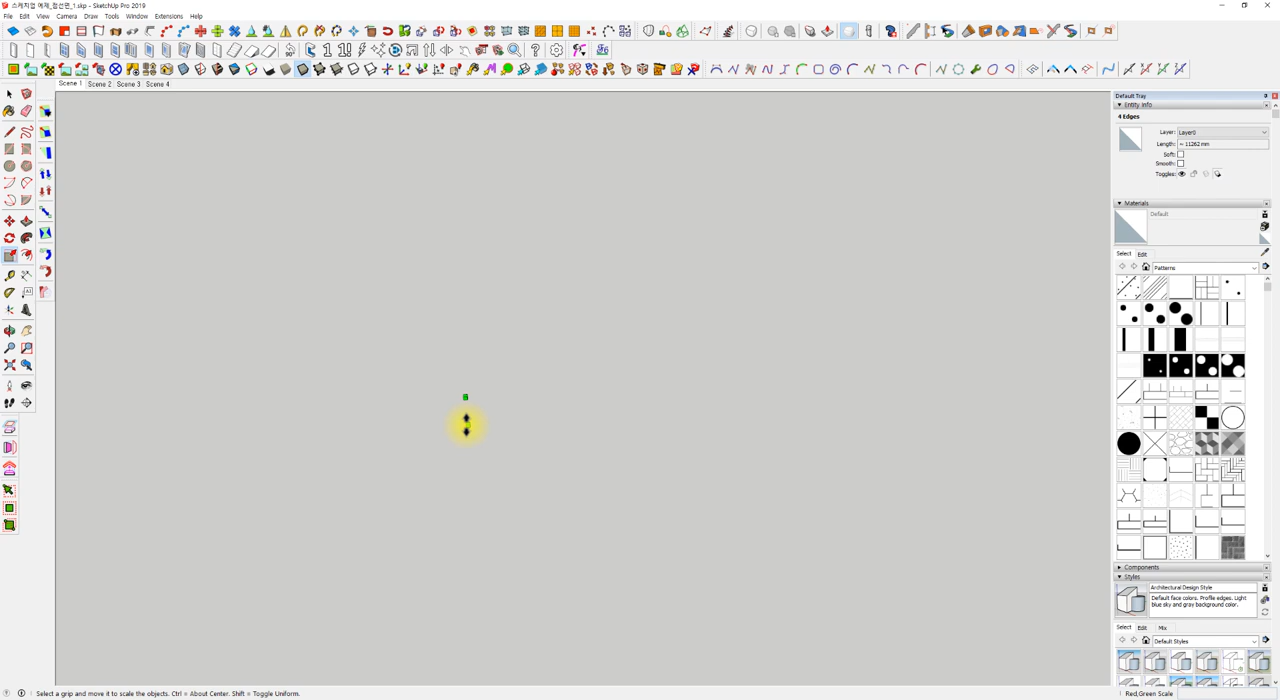 스케치업 예제_접선면_1.skp - SketchUp Pro 2019
File Edit View Camera Draw Tools Window Extensions Help
Scene 1 Scene 2 Scene 3 Scene 4
Default Tray
Entity Info
4 Edges
Layer: Layer0
Length: ~ 11262 mm
Soft:
Smooth:
Toggles:
Materials
Default
Select Edit
Patterns
Components
Styles
Architectural Design Style
Default face colors. Profile edges. Light blue sky and gray background color.
Select Edit Mix
Default Styles
Select a grip and move it to scale the objects. Ctrl = About Center. Shift = Toggle Uniform.
Red,Green Scale